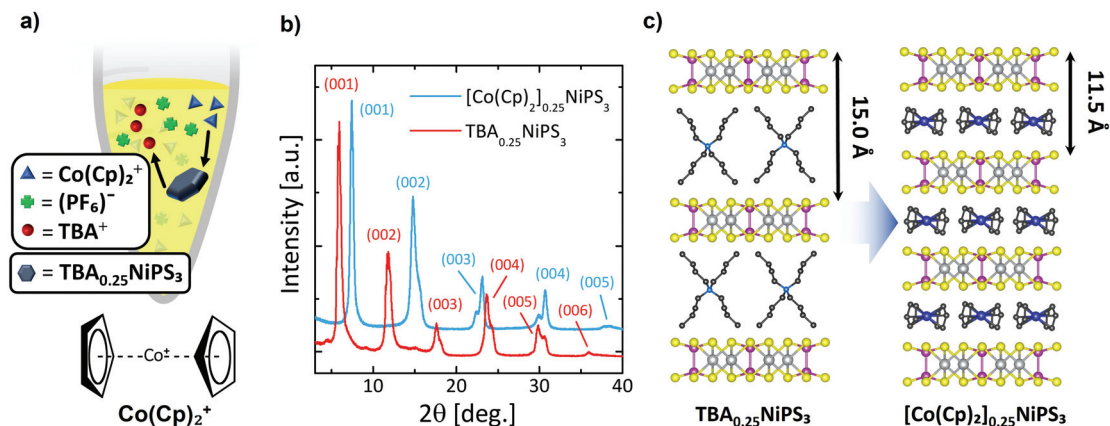 a)
= Co(Cp)₂⁺
= (PF₆)⁻
= TBA⁺
= TBA₀.₂₅NiPS₃
-Co±
Co(Cp)₂⁺
b)
(001)
(001)
[Co(Cp)₂]₀.₂₅NiPS₃
TBA₀.₂₅NiPS₃
(002)
(002)
(003)
(004)
(004)
(005)
(003)
(005)
(006)
Intensity [a.u.]
10
20
30
40
2θ [deg.]
c)
15.0 Å
11.5 Å
TBA₀.₂₅NiPS₃
[Co(Cp)₂]₀.₂₅NiPS₃